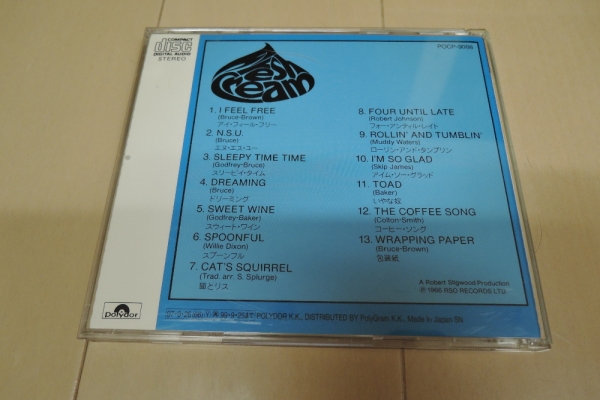 COMPACT
disc
DIGITAL AUDIO
STEREO
Fresh
Cream
POCP-9098
1. I FEEL FREE
(Bruce-Brown)
アイ・フィール・フリー
2. N.S.U.
(Bruce)
エヌ・エス・ユー
3. SLEEPY TIME TIME
(Godfrey-Bruce)
スリーピィ・タイム
4. DREAMING
(Bruce)
ドリーミング
5. SWEET WINE
(Godfrey-Baker)
スウィート・ワイン
6. SPOONFUL
(Willie Dixon)
スプーンフル
7. CAT'S SQUIRREL
(Trad. arr. S. Splurge)
猫とリス
8. FOUR UNTIL LATE
(Robert Johnson)
フォー・アンティル・レイト
9. ROLLIN' AND TUMBLIN'
(Muddy Waters)
ローリン・アンド・タンブリン
10. I'M SO GLAD
(Skip James)
アイム・ソー・グラッド
11. TOAD
(Baker)
いやな奴
12. THE COFFEE SONG
(Colton-Smith)
コーヒー・ソング
13. WRAPPING PAPER
(Bruce-Brown)
包装紙
A Robert Stigwood Production
℗ 1966 RSO RECORDS LTD.
polydor
POLYDOR K.K., DISTRIBUTED BY PolyGram K.K. Made in Japan